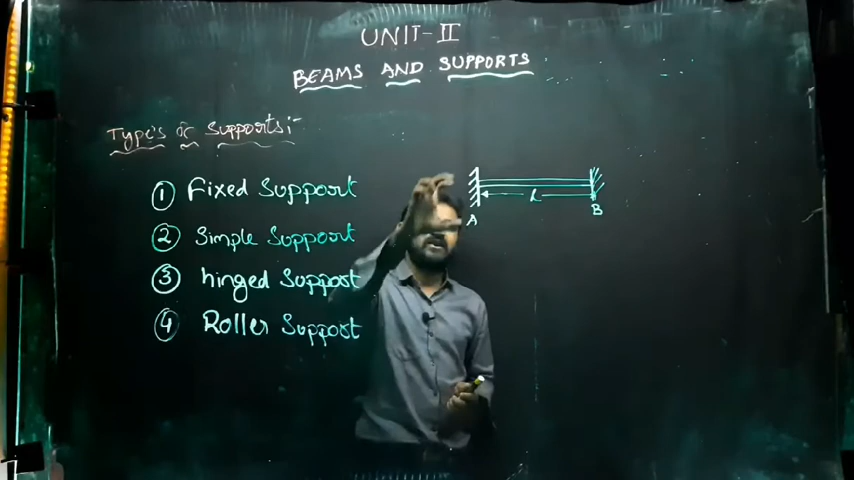 UNIT-II
BEAMS AND SUPPORTS
Types of Supports:-
1 Fixed Support
2 Simple Support
3 hinged Support
4 Roller Support
L
A
B